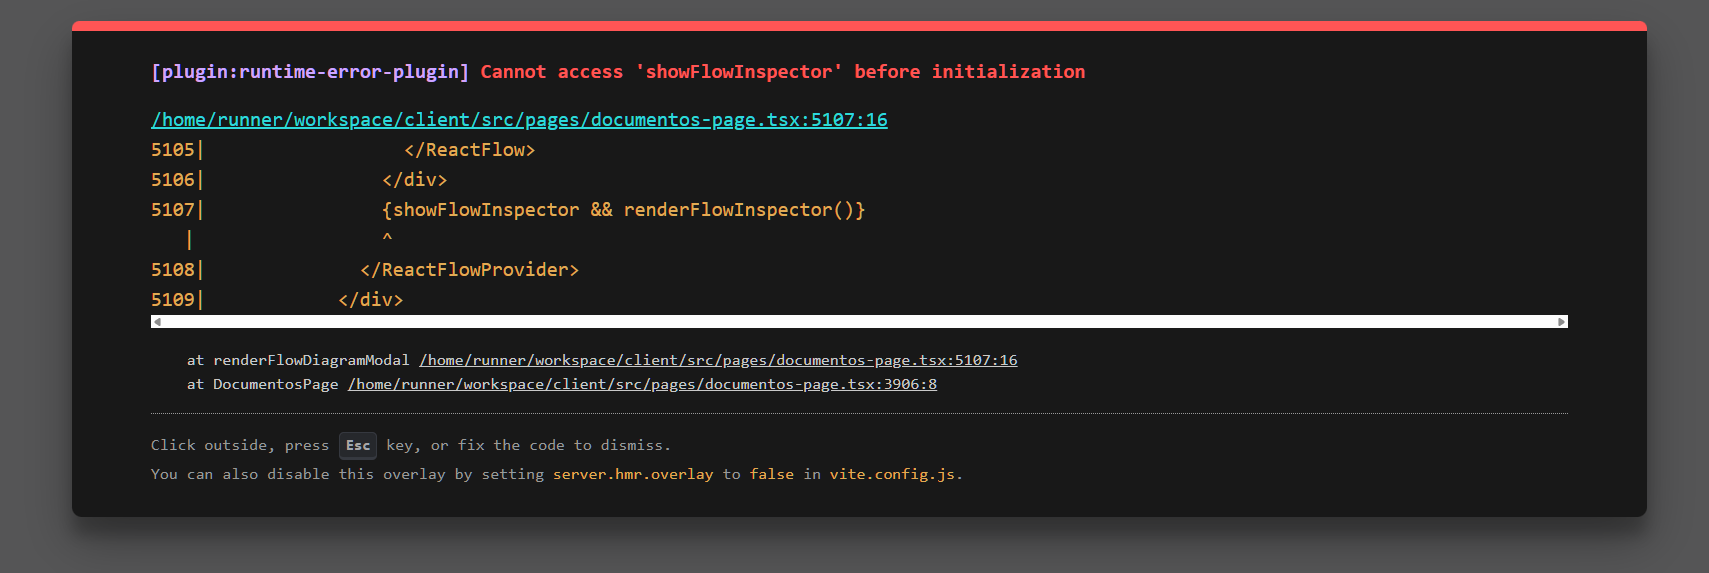 [plugin:runtime-error-plugin] Cannot access 'showFlowInspector' before initialization
/home/runner/workspace/client/src/pages/documentos-page.tsx:5107:16
5105|                  </ReactFlow>
5106|                </div>
5107|                {showFlowInspector && renderFlowInspector()}
   |                 ^
5108|              </ReactFlowProvider>
5109|            </div>
at renderFlowDiagramModal /home/runner/workspace/client/src/pages/documentos-page.tsx:5107:16
at DocumentosPage /home/runner/workspace/client/src/pages/documentos-page.tsx:3906:8
Click outside, press Esc key, or fix the code to dismiss.
You can also disable this overlay by setting server.hmr.overlay to false in vite.config.js.